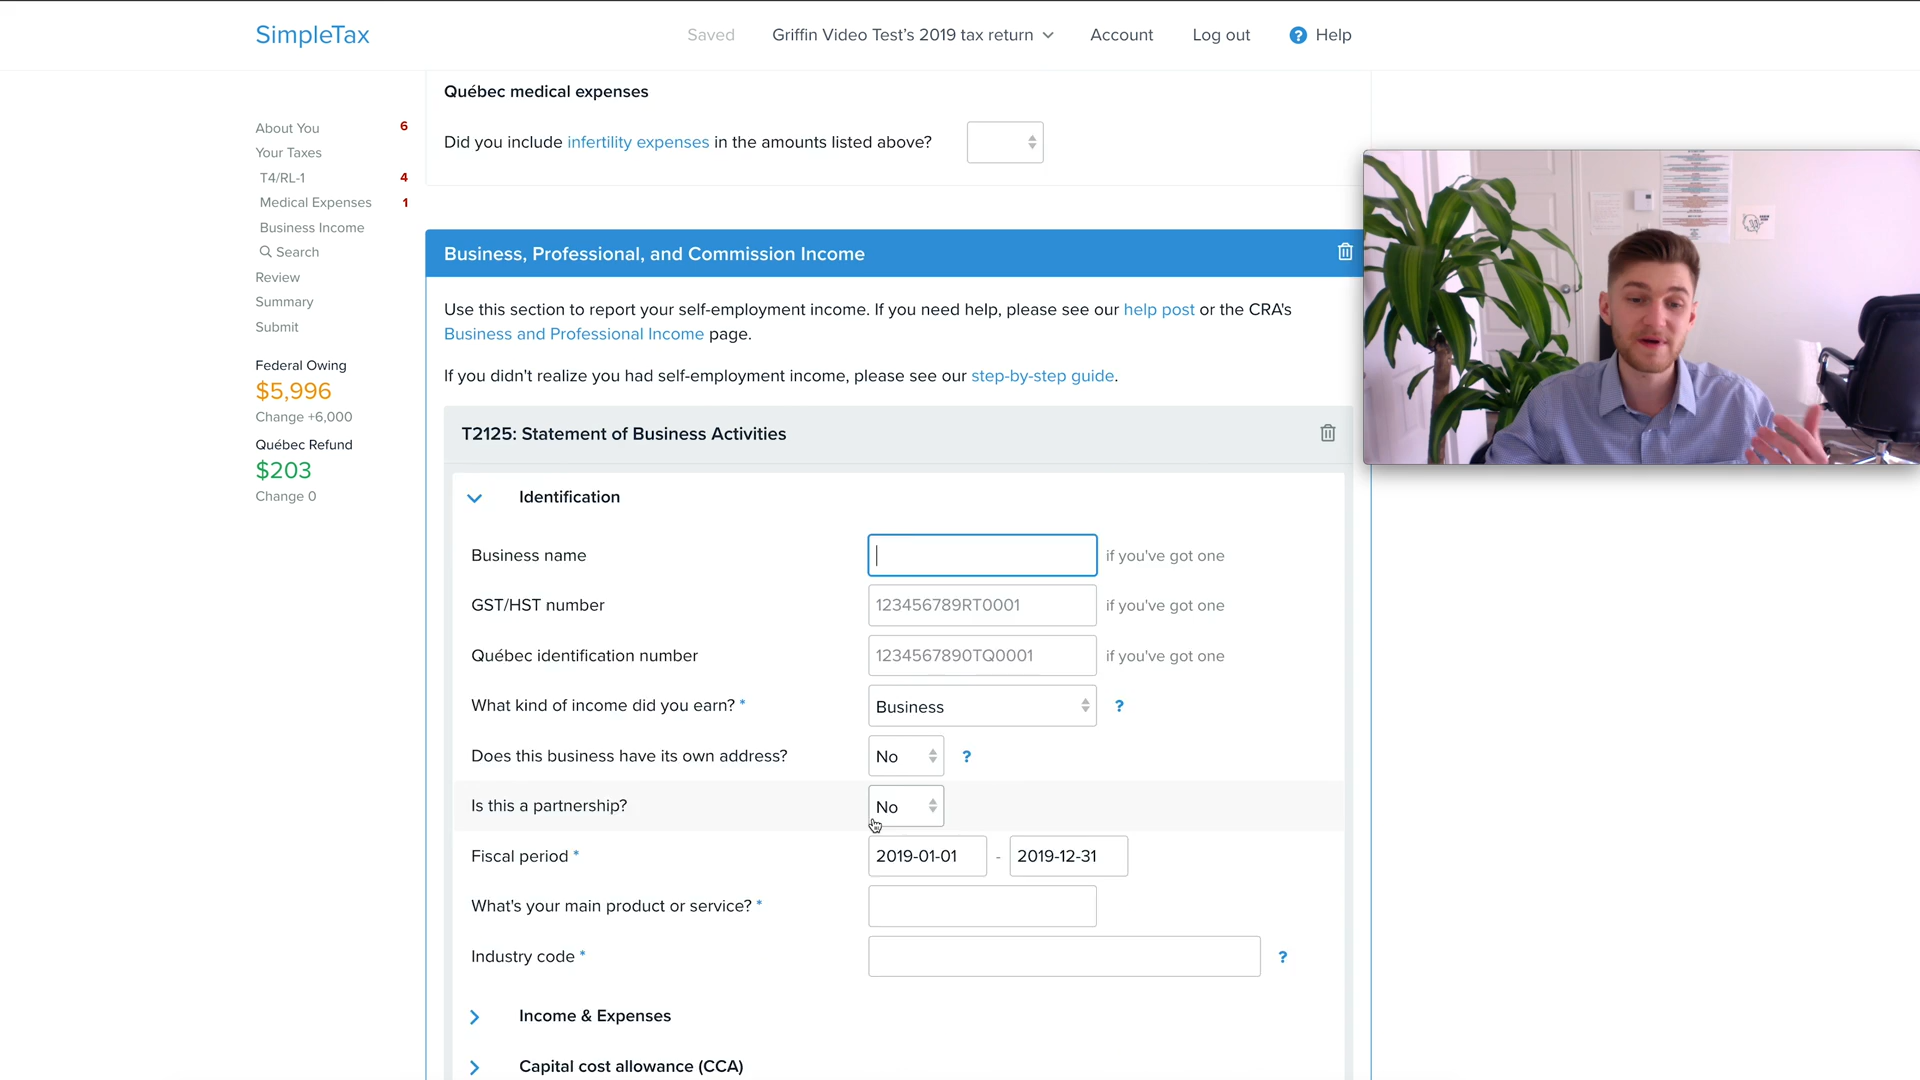 SimpleTax
Saved
Griffin Video Test's 2019 tax return
Account
Log out
? Help
About You 6
Your Taxes
T4/RL-1 4
Medical Expenses 1
Business Income
Search
Review
Summary
Submit
Federal Owing
$5,996
Change +6,000
Québec Refund
$203
Change 0
Québec medical expenses
Did you include infertility expenses in the amounts listed above?
Business, Professional, and Commission Income
Use this section to report your self-employment income. If you need help, please see our help post or the CRA's
Business and Professional Income page.
If you didn't realize you had self-employment income, please see our step-by-step guide.
T2125: Statement of Business Activities
Identification
Business name if you've got one
GST/HST number 123456789RT0001 if you've got one
Québec identification number 1234567890TQ0001 if you've got one
What kind of income did you earn? * Business ?
Does this business have its own address? No ?
Is this a partnership? No
Fiscal period * 2019-01-01 - 2019-12-31
What's your main product or service? *
Industry code * ?
Income & Expenses
Capital cost allowance (CCA)